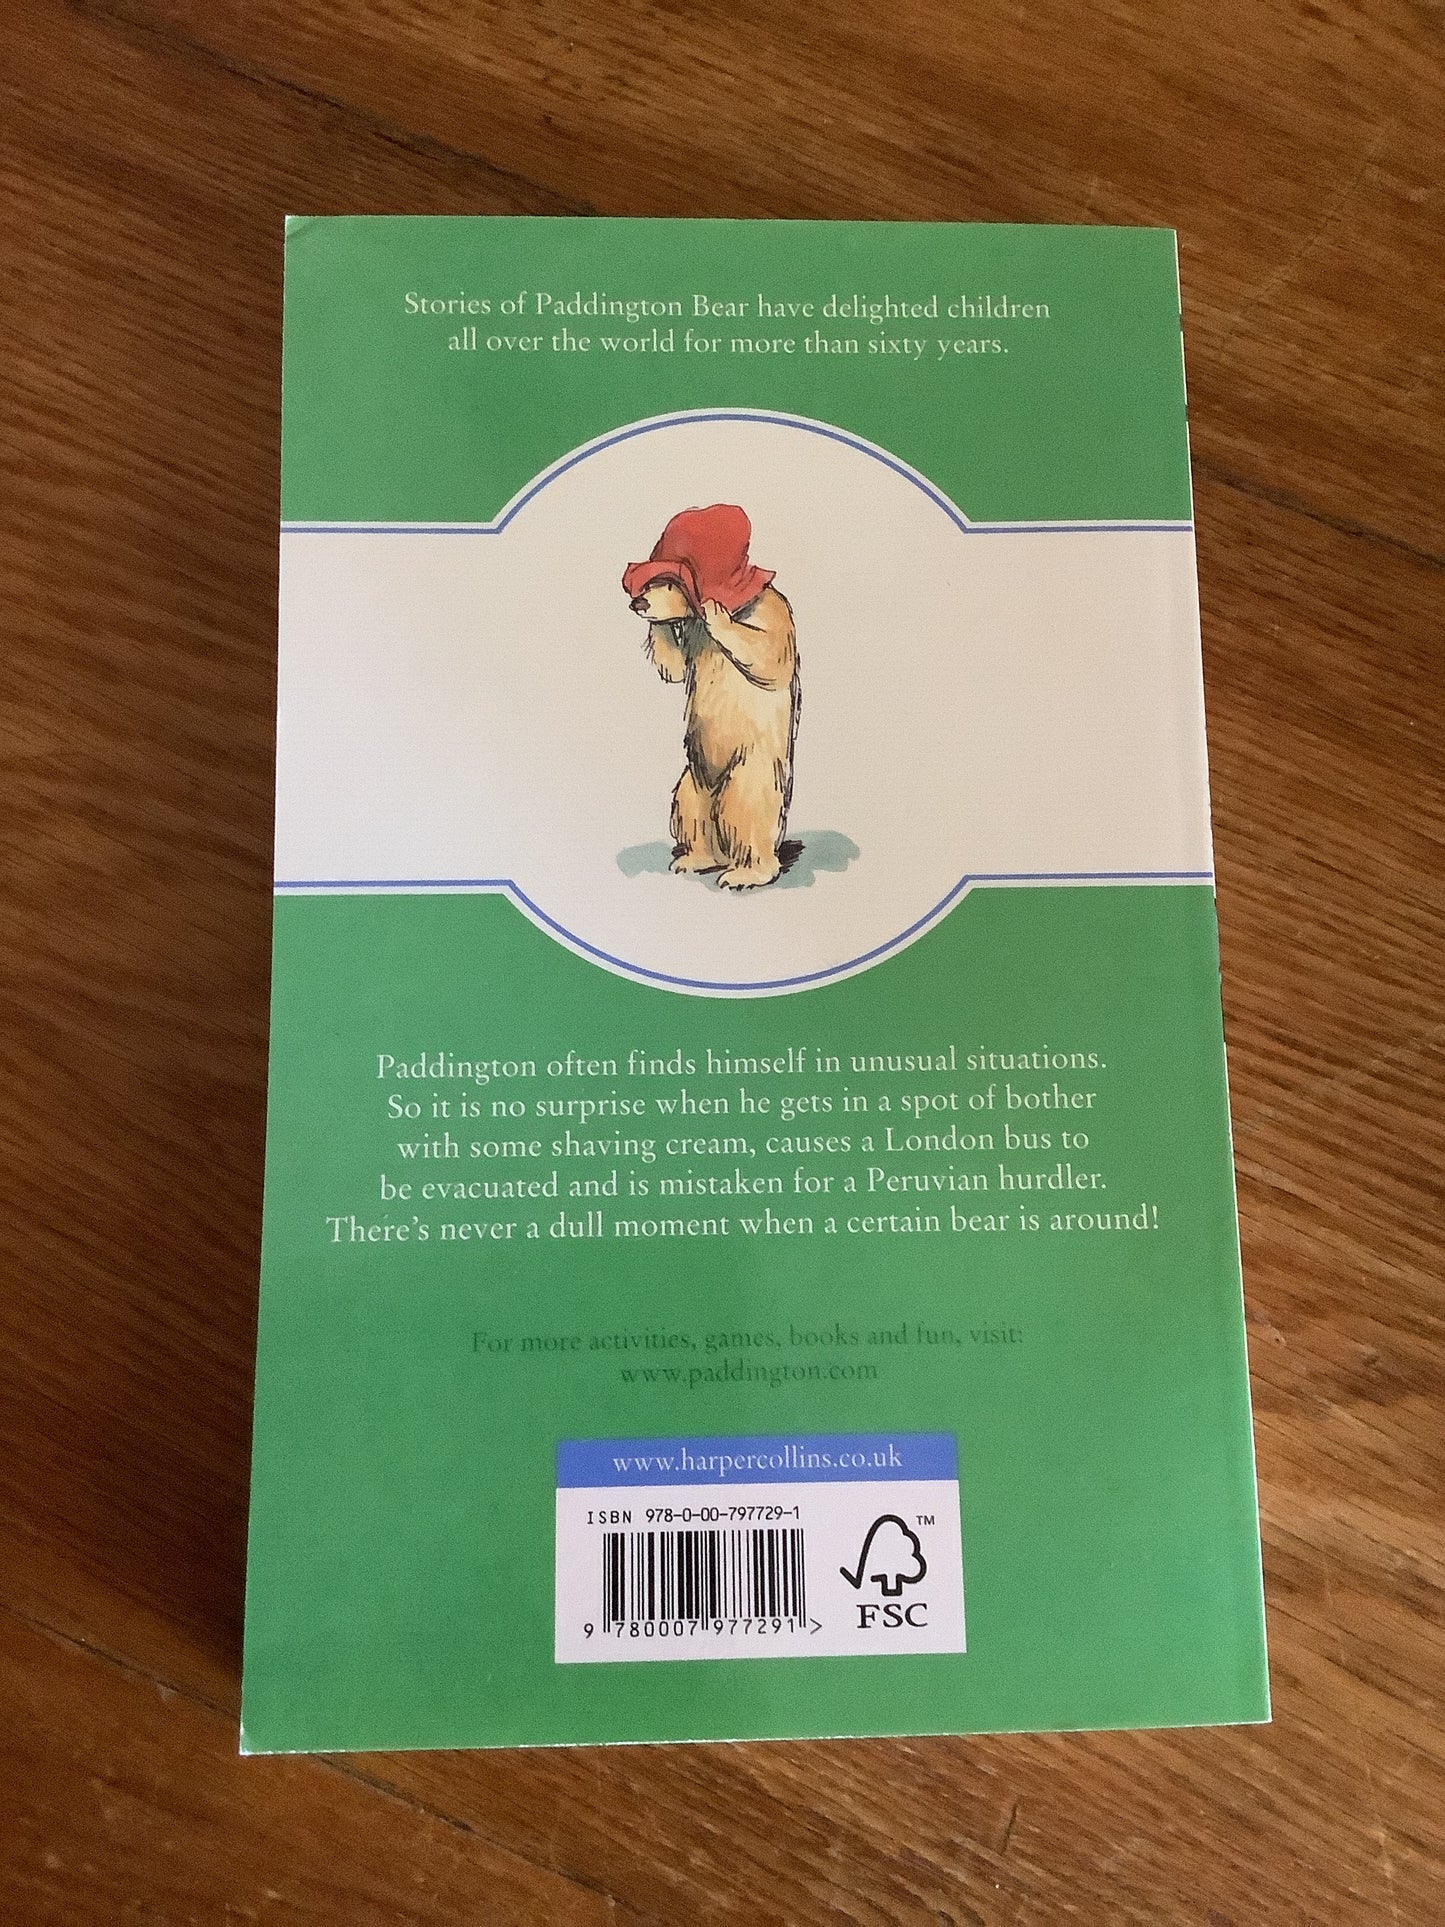 Stories of Paddington Bear have delighted children
all over the world for more than sixty years.
Paddington often finds himself in unusual situations.
So it is no surprise when he gets in a spot of bother
with some shaving cream, causes a London bus to
be evacuated and is mistaken for a Peruvian hurdler.
There's never a dull moment when a certain bear is around!
For more activities, games, books and fun, visit:
www.paddington.com
www.harpercollins.co.uk
ISBN 978-0-00-797729-1
9 780007 977291 >
TM
FSC